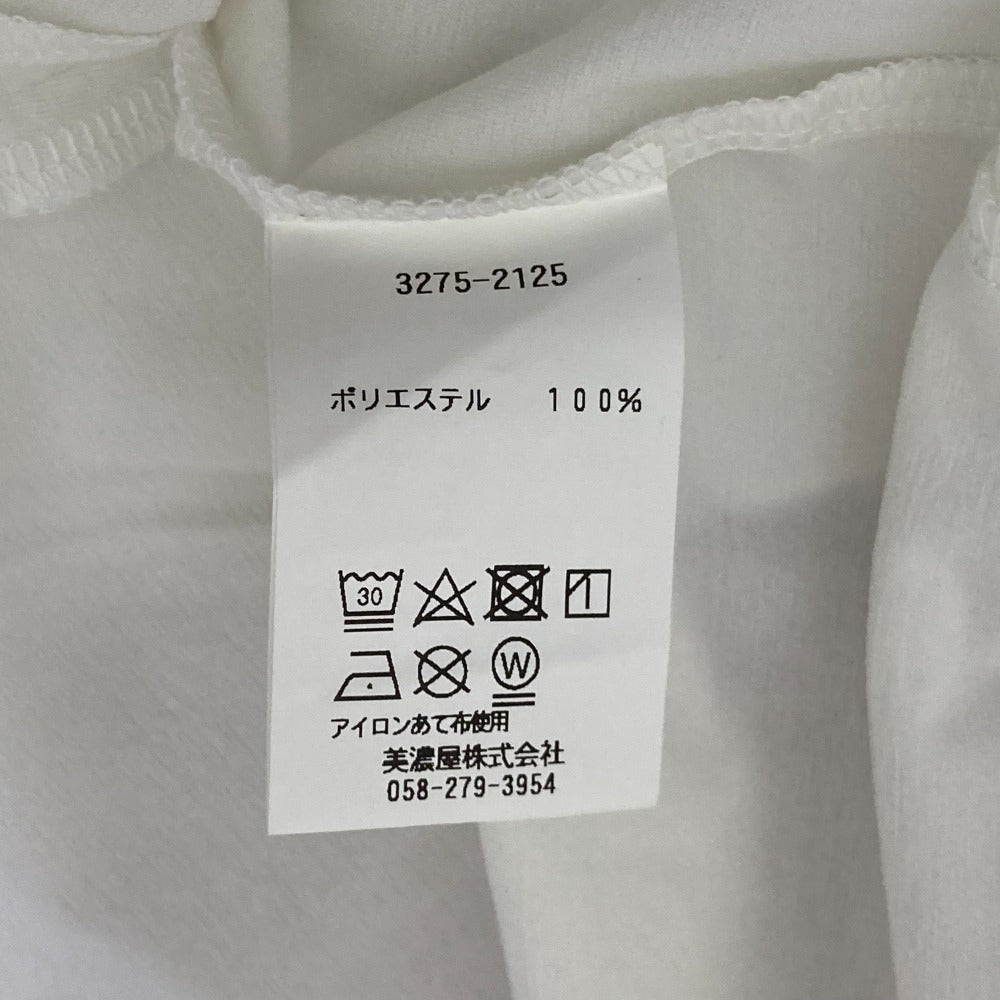 3275-2125
ポリエステル 100%
30
W
アイロンあて布使用
美濃屋株式会社
058-279-3954